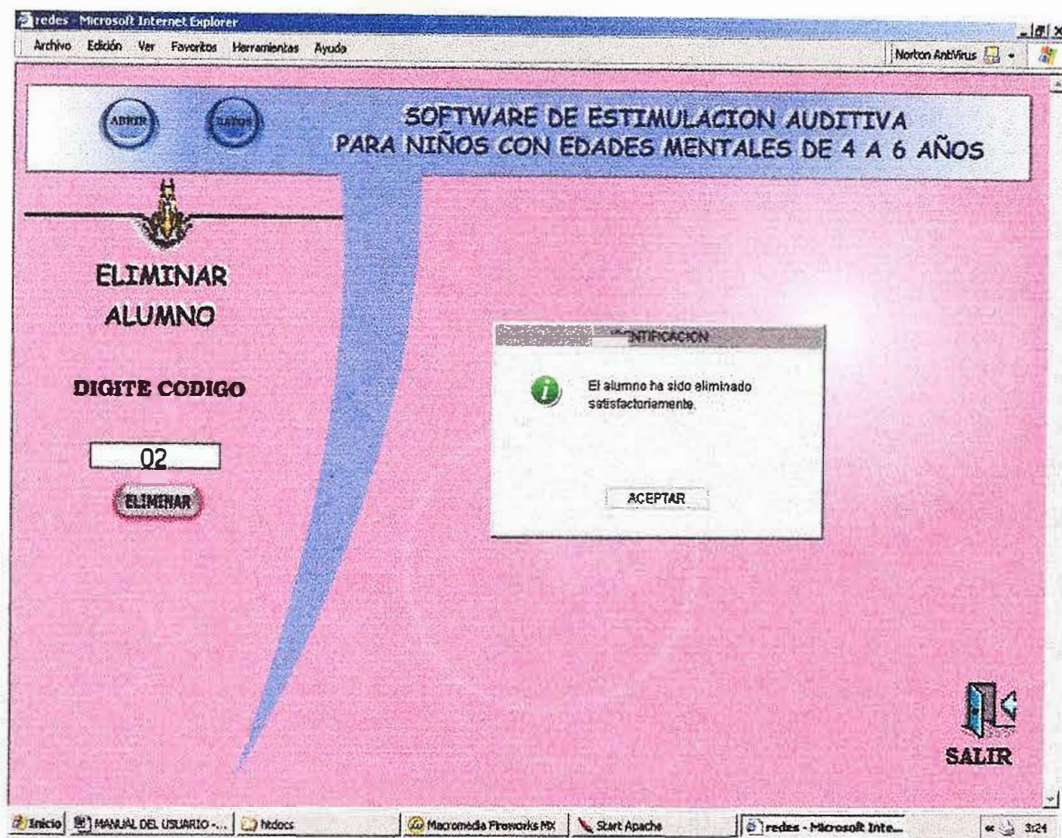 redes - Microsoft Internet Explorer
Archivo Edición Ver Favoritos Herramientas Ayuda
Norton AntiVirus
ABRIR
SOFTWARE DE ESTIMULACION AUDITIVA
PARA NIÑOS CON EDADES MENTALES DE 4 A 6 AÑOS
ELIMINAR
ALUMNO
DIGITE CODIGO
02
ELIMINAR
ENTIFICACION
El alumno ha sido eliminado
satisfactoriamente.
ACEPTAR
SALIR
Inicio MANUAL DEL USUARIO -... htdocs Macromedia Fireworks MX Start Apache redes - Microsoft Inte... 3:24